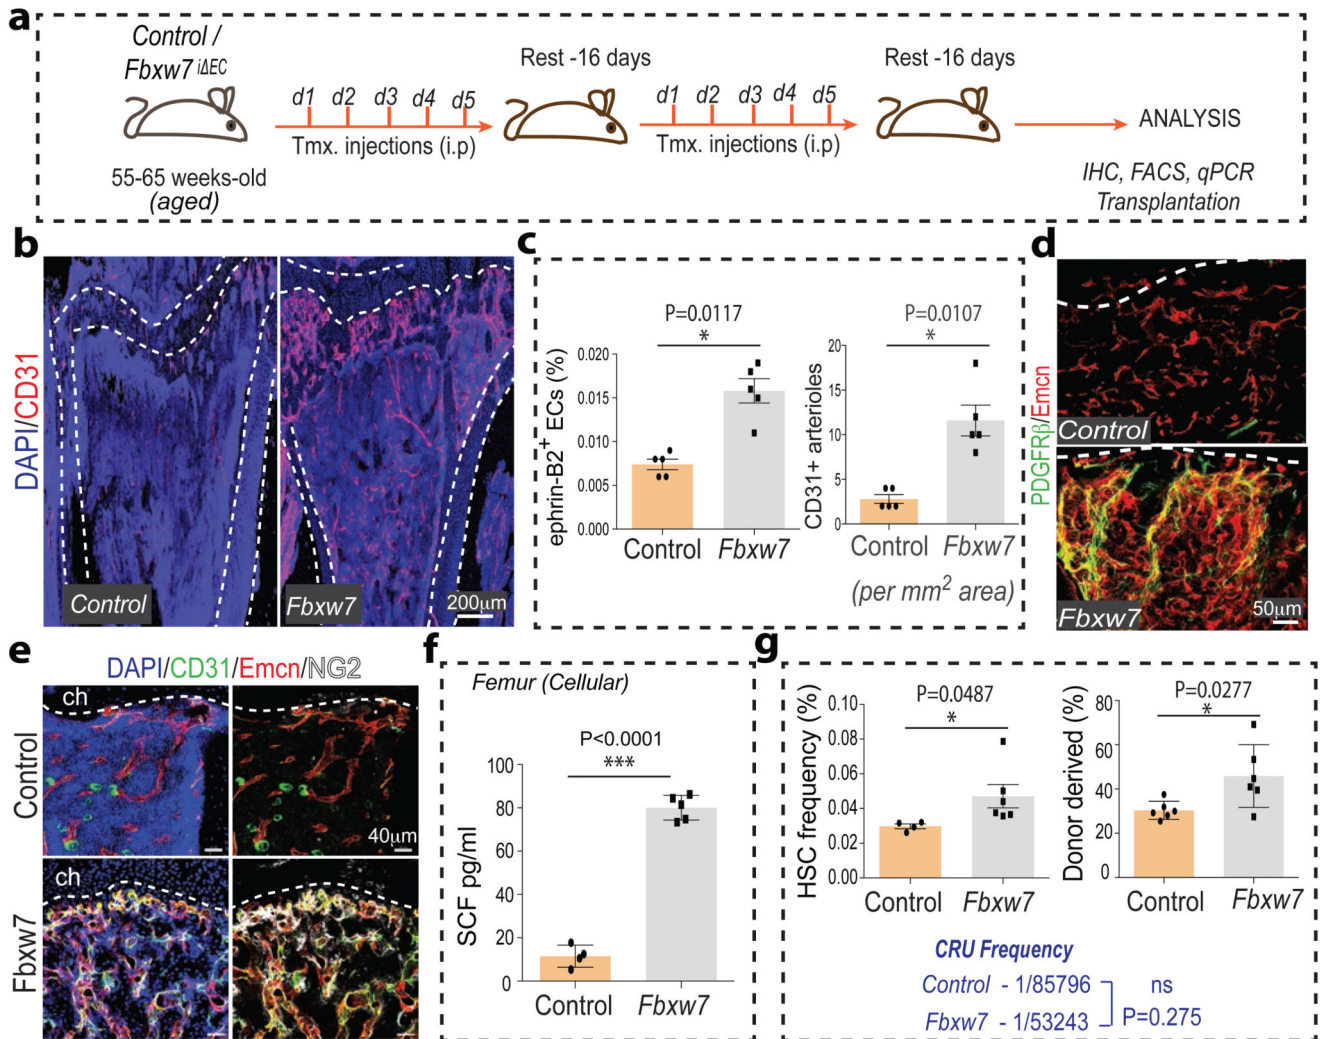 a
Control /
Fbxw7 iΔEC
55-65 weeks-old
(aged)
d1 d2 d3 d4 d5
Tmx. injections (i.p)
Rest -16 days
d1 d2 d3 d4 d5
Tmx. injections (i.p)
Rest -16 days
ANALYSIS
IHC, FACS, qPCR
Transplantation
b
DAPI/CD31
Control
Fbxw7
200μm
c
P=0.0117
*
ephrin-B2+ ECs (%)
0.020
0.015
0.010
0.005
0.000
Control Fbxw7
P=0.0107
*
CD31+ arterioles
20
15
10
5
0
Control Fbxw7
(per mm2 area)
d
PDGFRβ/Emcn
Control
Fbxw7
50μm
e
DAPI/CD31/Emcn/NG2
Control
ch
40μm
Fbxw7
ch
f
Femur (Cellular)
P<0.0001
***
SCF pg/ml
100
80
60
40
20
0
Control Fbxw7
g
P=0.0487
*
HSC frequency (%)
0.10
0.08
0.06
0.04
0.02
0.00
Control Fbxw7
P=0.0277
*
Donor derived (%)
80
60
40
20
0
Control Fbxw7
CRU Frequency
Control - 1/85796
Fbxw7 - 1/53243
ns
P=0.275